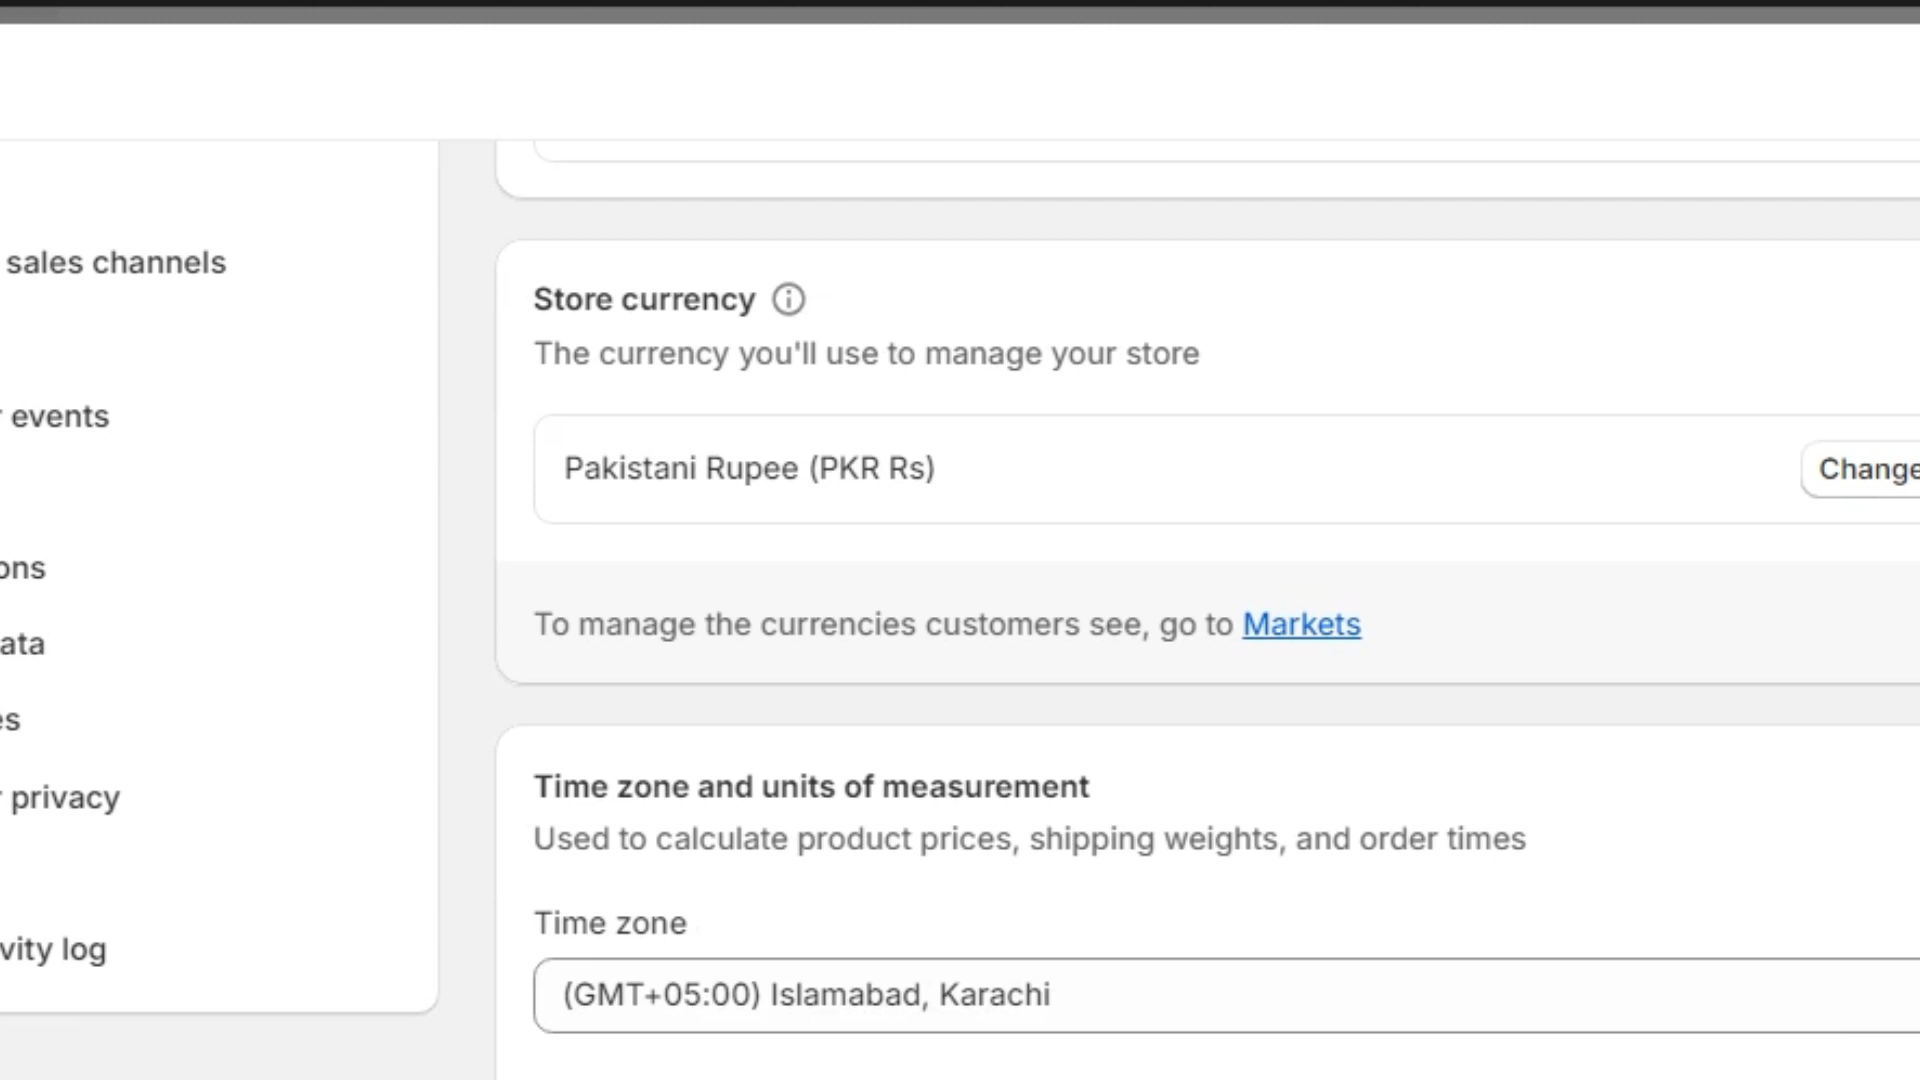 sales channels
events
ons
ata
es
privacy
vity log
Store currency
The currency you'll use to manage your store
Pakistani Rupee (PKR Rs)
Change
To manage the currencies customers see, go to Markets
Time zone and units of measurement
Used to calculate product prices, shipping weights, and order times
Time zone
(GMT+05:00) Islamabad, Karachi